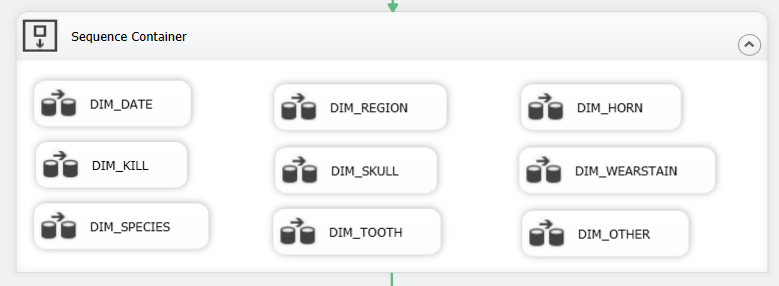 Sequence Container
DIM_DATE
DIM_REGION
DIM_HORN
DIM_KILL
DIM_SKULL
DIM_WEARSTAIN
DIM_SPECIES
DIM_TOOTH
DIM_OTHER